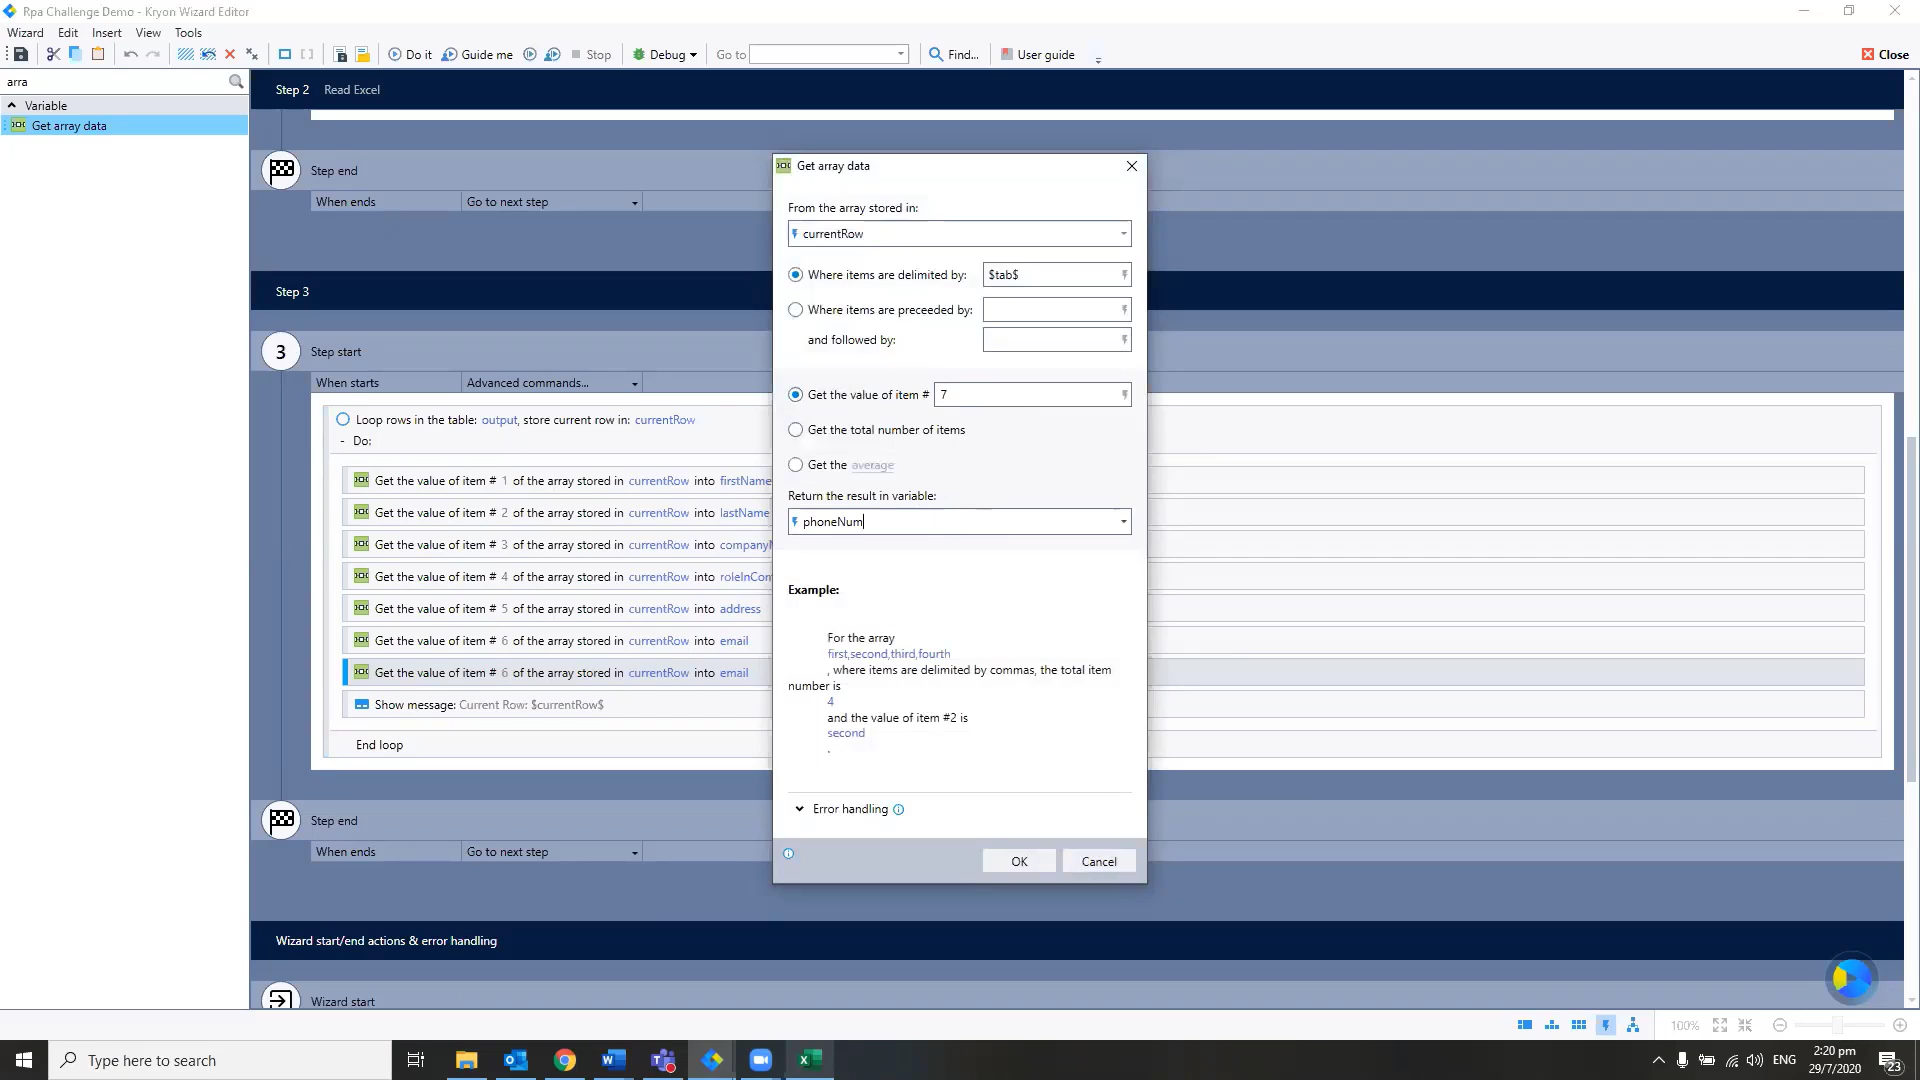 Rpa Challenge Demo - Kryon Wizard Editor
Wizard Edit Insert View Tools
Do it Guide me Stop Debug Go to Find... User guide Close
arra
Variable
Get array data
Step 2 Read Excel
Step end
When ends Go to next step
Step 3
3 Step start
When starts Advanced commands...
Loop rows in the table: output, store current row in: currentRow
- Do:
Get the value of item # 1 of the array stored in currentRow into firstName
Get the value of item # 2 of the array stored in currentRow into lastName
Get the value of item # 3 of the array stored in currentRow into
Get the value of item # 4 of the array stored in currentRow into roleInCom
Get the value of item # 5 of the array stored in currentRow into address
Get the value of item # 6 of the array stored in currentRow into email
Get the value of item # 6 of the array stored in currentRow into email
Show message: Current Row: $currentRow$
End loop
Step end
When ends Go to next step
Wizard start/end actions & error handling
Wizard start
Get array data
From the array stored in:
currentRow
Where items are delimited by: $tab$
Where items are preceeded by:
and followed by:
Get the value of item # 7
Get the total number of items
Get the average
Return the result in variable:
phoneNum
Example:
For the array
first,second,third,fourth
, where items are delimited by commas, the total item
number is
4
and the value of item #2 is
second
.
Error handling
OK Cancel
100%
Type here to search
ENG
2:20 pm
29/7/2020
23